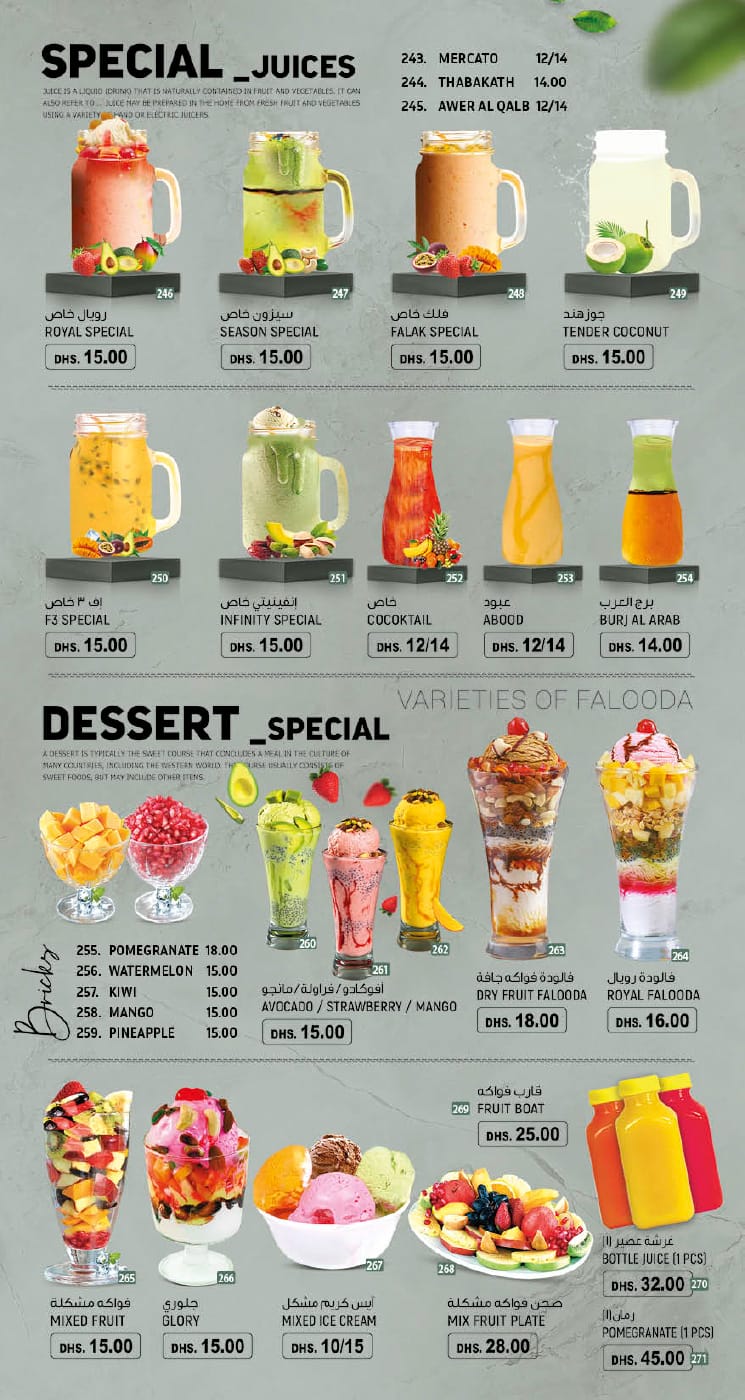 SPECIAL _JUICES
JUICE IS A LIQUID (DRINK) THAT IS NATURALLY CONTAINED IN FRUIT AND VEGETABLES. IT CAN
ALSO REFER TO ... JUICE MAY BE PREPARED IN THE HOME FROM FRESH FRUIT AND VEGETABLES
USING A VARIETY HAND OR ELECTRIC JUICERS.
243. MERCATO 12/14
244. THABAKATH 14.00
245. AWER AL QALB 12/14
246
247
248
249
رويال خاص
ROYAL SPECIAL
DHS. 15.00
سيزون خاص
SEASON SPECIAL
DHS. 15.00
فلك خاص
FALAK SPECIAL
DHS. 15.00
جوز هند
TENDER COCONUT
DHS. 15.00
250
251
252
253
254
إف ٣ خاص
F3 SPECIAL
DHS. 15.00
إنفينيتي خاص
INFINITY SPECIAL
DHS. 15.00
خاص
COCOKTAIL
DHS. 12/14
عبود
ABOOD
DHS. 12/14
برج العرب
BURJ AL ARAB
DHS. 14.00
VARIETIES OF FALOODA
DESSERT _SPECIAL
A DESSERT IS TYPICALLY THE SWEET COURSE THAT CONCLUDES A MEAL IN THE CULTURE OF
MANY COUNTRIES, INCLUDING THE WESTERN WORLD. THE COURSE USUALLY CONSISTS OF
SWEET FOODS, BUT MAY INCLUDE OTHER ITEMS.
Bricky
255. POMEGRANATE 18.00
256. WATERMELON 15.00
257. KIWI 15.00
258. MANGO 15.00
259. PINEAPPLE 15.00
260
261
262
أفوكادو/فراولة/مانجو
AVOCADO / STRAWBERRY / MANGO
DHS. 15.00
263
فالودة فواكه جافة
DRY FRUIT FALOODA
DHS. 18.00
264
فالودة رويال
ROYAL FALOODA
DHS. 16.00
265
فواكه مشكلة
MIXED FRUIT
DHS. 15.00
266
جلوري
GLORY
DHS. 15.00
267
آيس كريم مشكل
MIXED ICE CREAM
DHS. 10/15
قارب فواكه
269 FRUIT BOAT
DHS. 25.00
268
صحن فواكه مشكلة
MIX FRUIT PLATE
DHS. 28.00
عصير (١)
BOTTLE JUICE (1 PCS)
DHS. 32.00 270
رمان(١)
POMEGRANATE (1 PCS)
DHS. 45.00 271